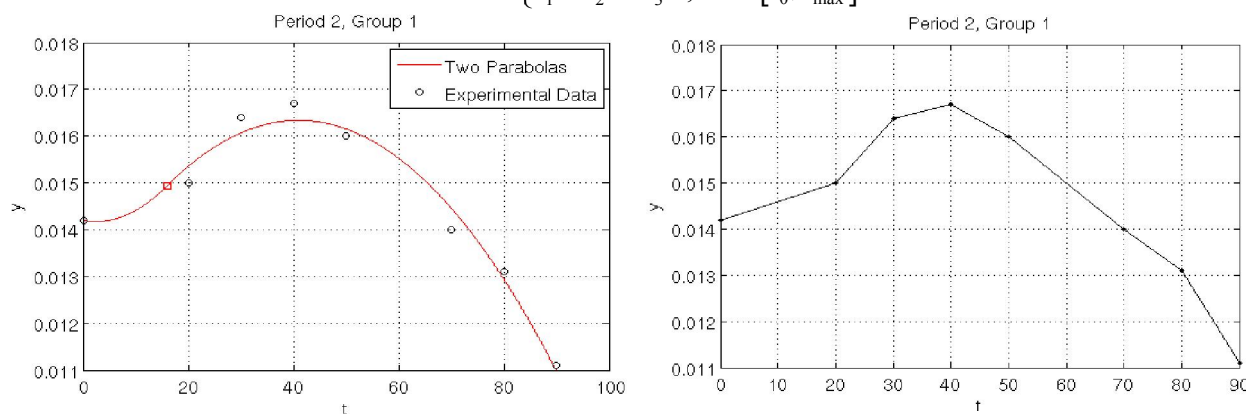 Period 2, Group 1
0.018
0.017
0.016
0.015
0.014
0.013
0.012
0.011
y
0 20 40 60 80 100
t
Two Parabolas
Experimental Data
Period 2, Group 1
0.018
0.017
0.016
0.015
0.014
0.013
0.012
0.011
y
0 10 20 30 40 50 60 70 80 90
t